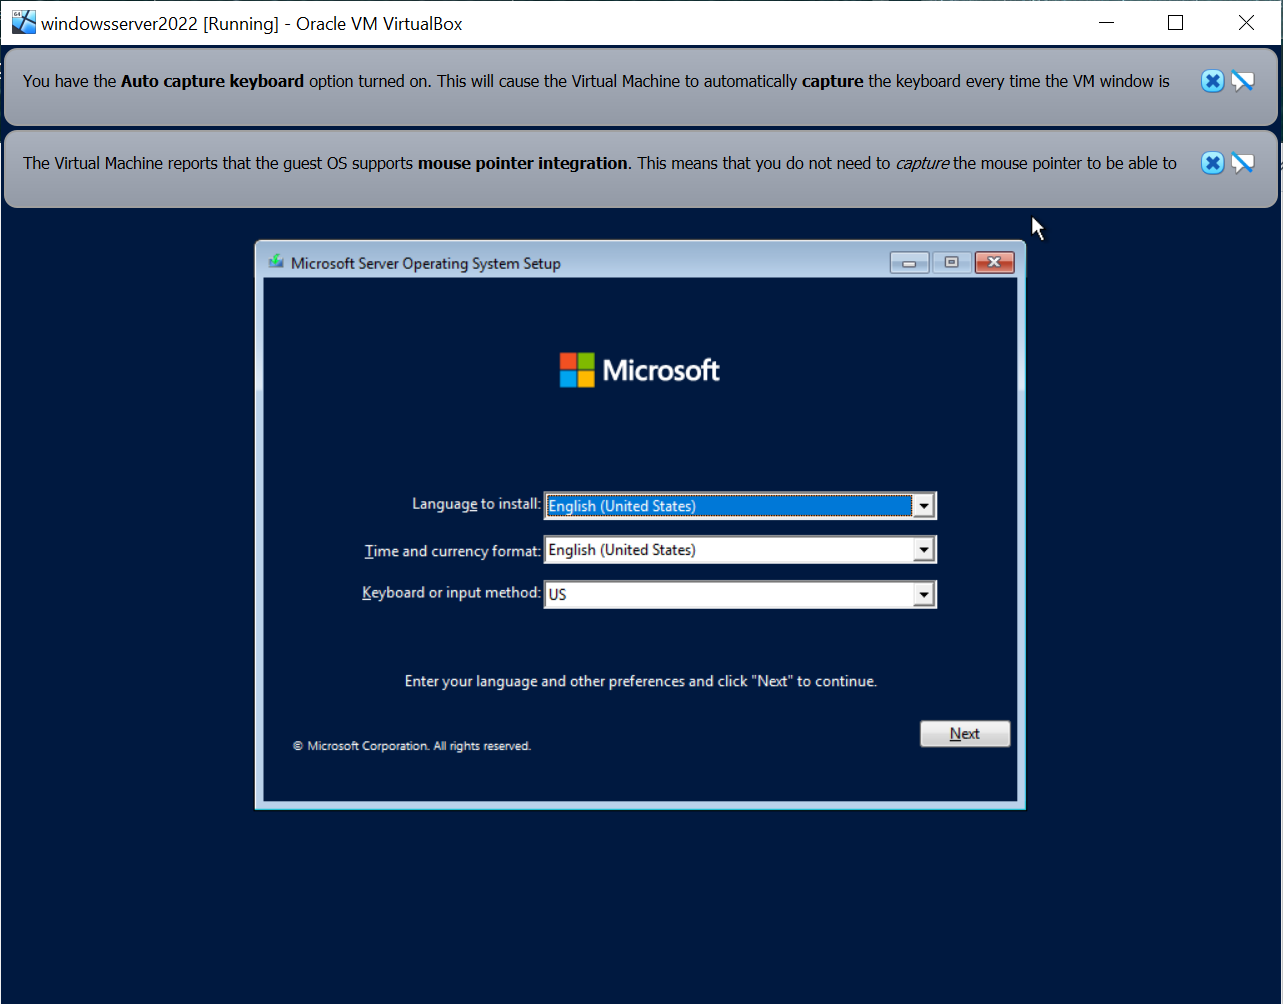 windowsserver2022 [Running] - Oracle VM VirtualBox
You have the Auto capture keyboard option turned on. This will cause the Virtual Machine to automatically capture the keyboard every time the VM window is
The Virtual Machine reports that the guest OS supports mouse pointer integration. This means that you do not need to capture the mouse pointer to be able to
Microsoft Server Operating System Setup
Microsoft
Language to install: English (United States)
Time and currency format: English (United States)
Keyboard or input method: US
Enter your language and other preferences and click "Next" to continue.
Next
© Microsoft Corporation. All rights reserved.